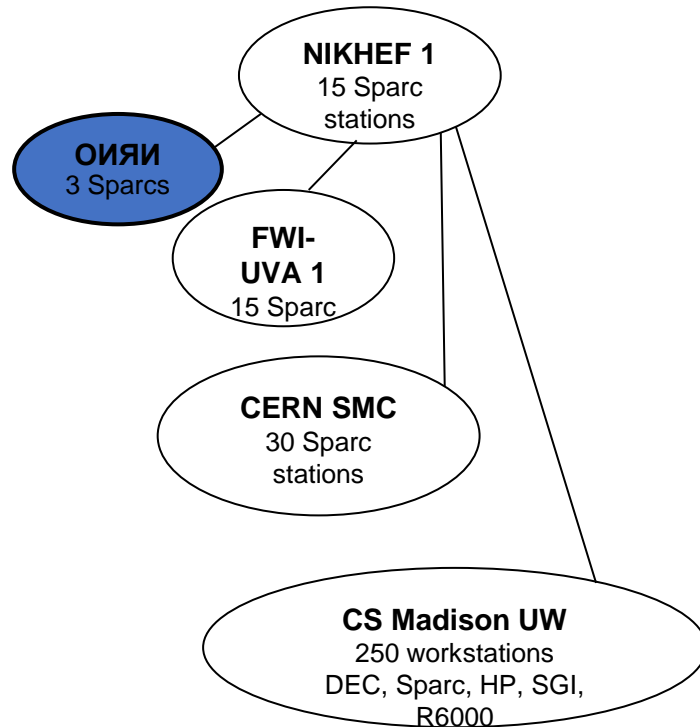 NIKHEF 1
15 Sparc
stations
ОИЯИ
3 Sparcs
FWI-
UVA 1
15 Sparc
CERN SMC
30 Sparc
stations
CS Madison UW
250 workstations
DEC, Sparc, HP, SGI,
R6000